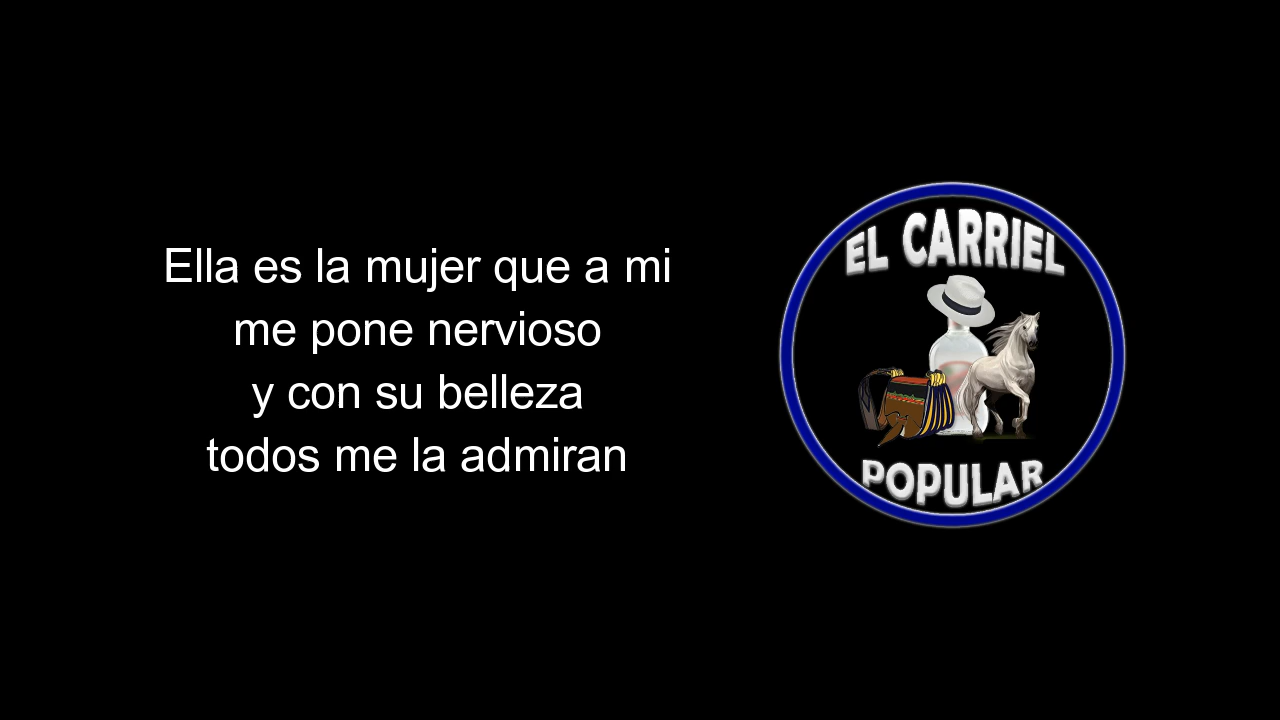 Ella es la mujer que a mi
me pone nervioso
y con su belleza
todos me la admiran
EL CARRIEL
POPULAR